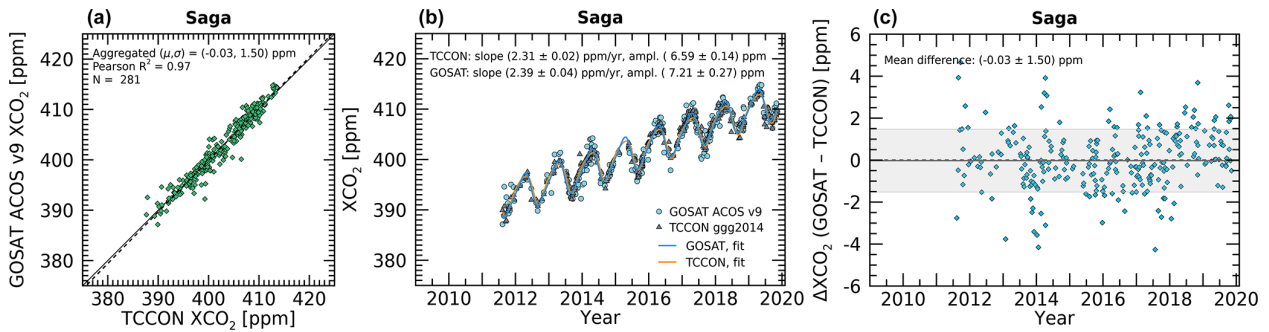 (a)
Saga
Aggregated (μ,σ) = (-0.03, 1.50) ppm
Pearson R² = 0.97
N = 281
GOSAT ACOS v9 XCO₂ [ppm]
420
410
400
390
380
380 390 400 410 420
TCCON XCO₂ [ppm]
(b)
Saga
TCCON: slope (2.31 ± 0.02) ppm/yr, ampl. ( 6.59 ± 0.14) ppm
GOSAT: slope (2.39 ± 0.04) ppm/yr, ampl. ( 7.21 ± 0.27) ppm
XCO₂ [ppm]
420
400
380
GOSAT ACOS v9
TCCON ggg2014
GOSAT, fit
TCCON, fit
2010 2012 2014 2016 2018 2020
Year
(c)
Saga
Mean difference: (-0.03 ± 1.50) ppm
ΔXCO₂ (GOSAT − TCCON) [ppm]
6
4
2
0
-2
-4
-6
2010 2012 2014 2016 2018 2020
Year